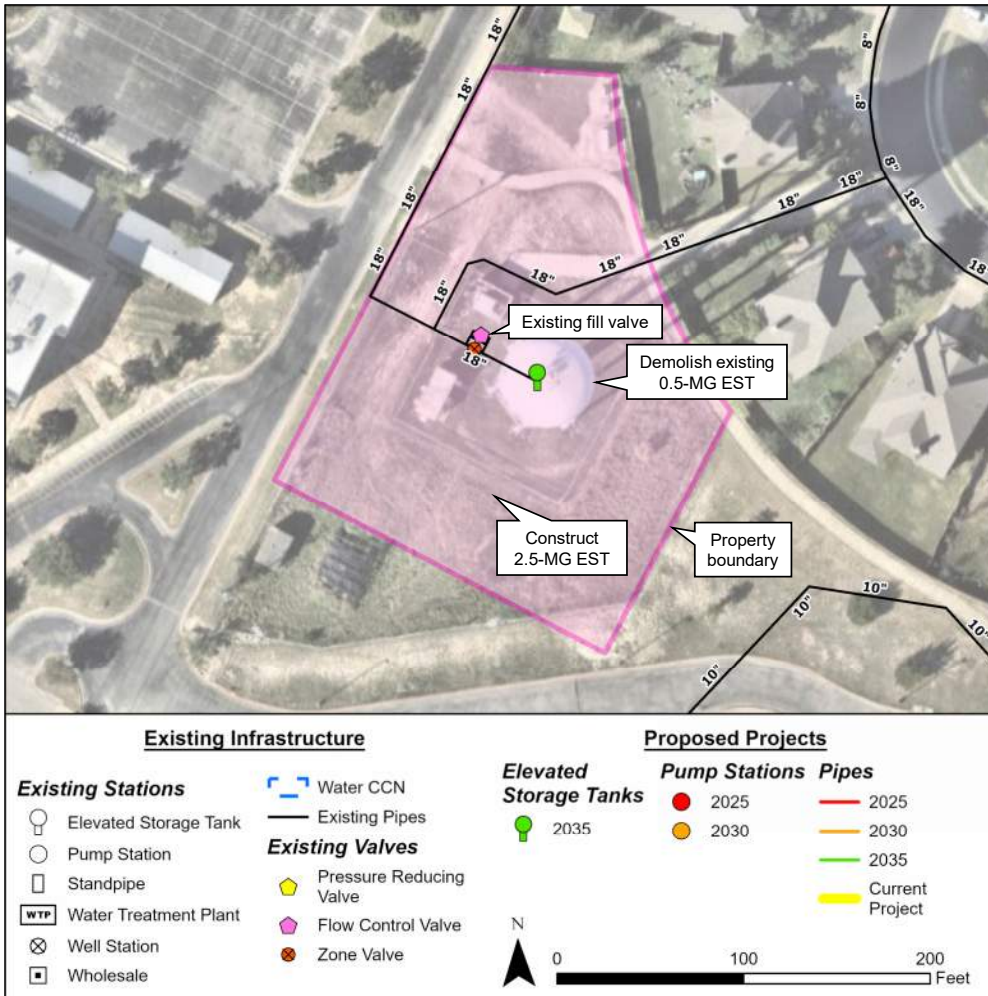 18"
18"
18"
18"
8"
8"
8"
18"
18"
18"
18"
18"
18"
18"
18"
18"
Existing fill valve
Demolish existing
0.5-MG EST
Construct
2.5-MG EST
Property
boundary
10"
10"
10"
10"
Existing Infrastructure
Existing Stations
Elevated Storage Tank
Pump Station
Standpipe
WTP Water Treatment Plant
Well Station
Wholesale
Water CCN
Existing Pipes
Existing Valves
Pressure Reducing
Valve
Flow Control Valve
Zone Valve
Proposed Projects
Elevated
Storage Tanks
2035
Pump Stations
2025
2030
Pipes
2025
2030
2035
Current
Project
N
0 100 200
Feet